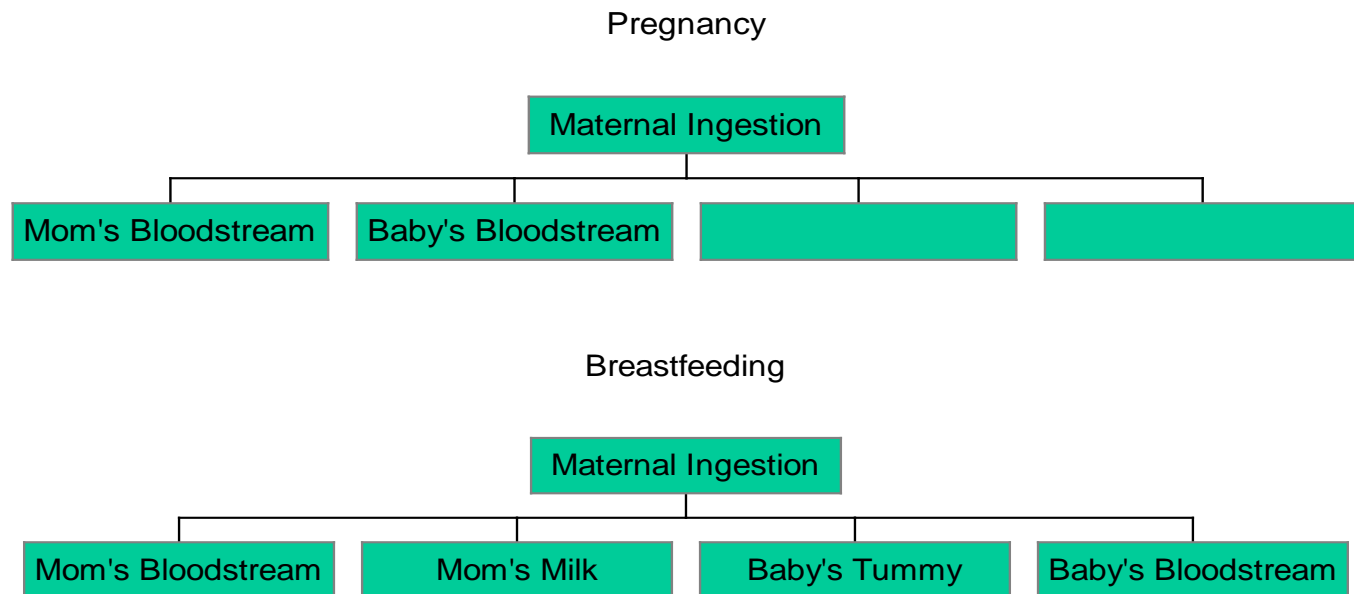 Pregnancy
Maternal Ingestion
Mom's Bloodstream
Baby's Bloodstream
Breastfeeding
Maternal Ingestion
Mom's Bloodstream
Mom's Milk
Baby's Tummy
Baby's Bloodstream